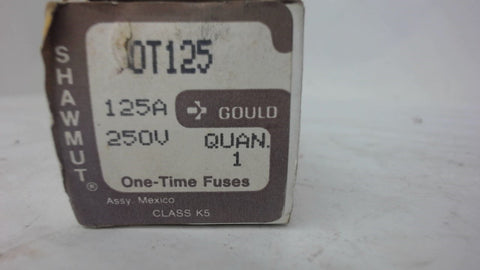 SHAWMUT®
OT125
125A
GOULD
250V
QUAN.
1
One-Time Fuses
Assy. Mexico
CLASS K5